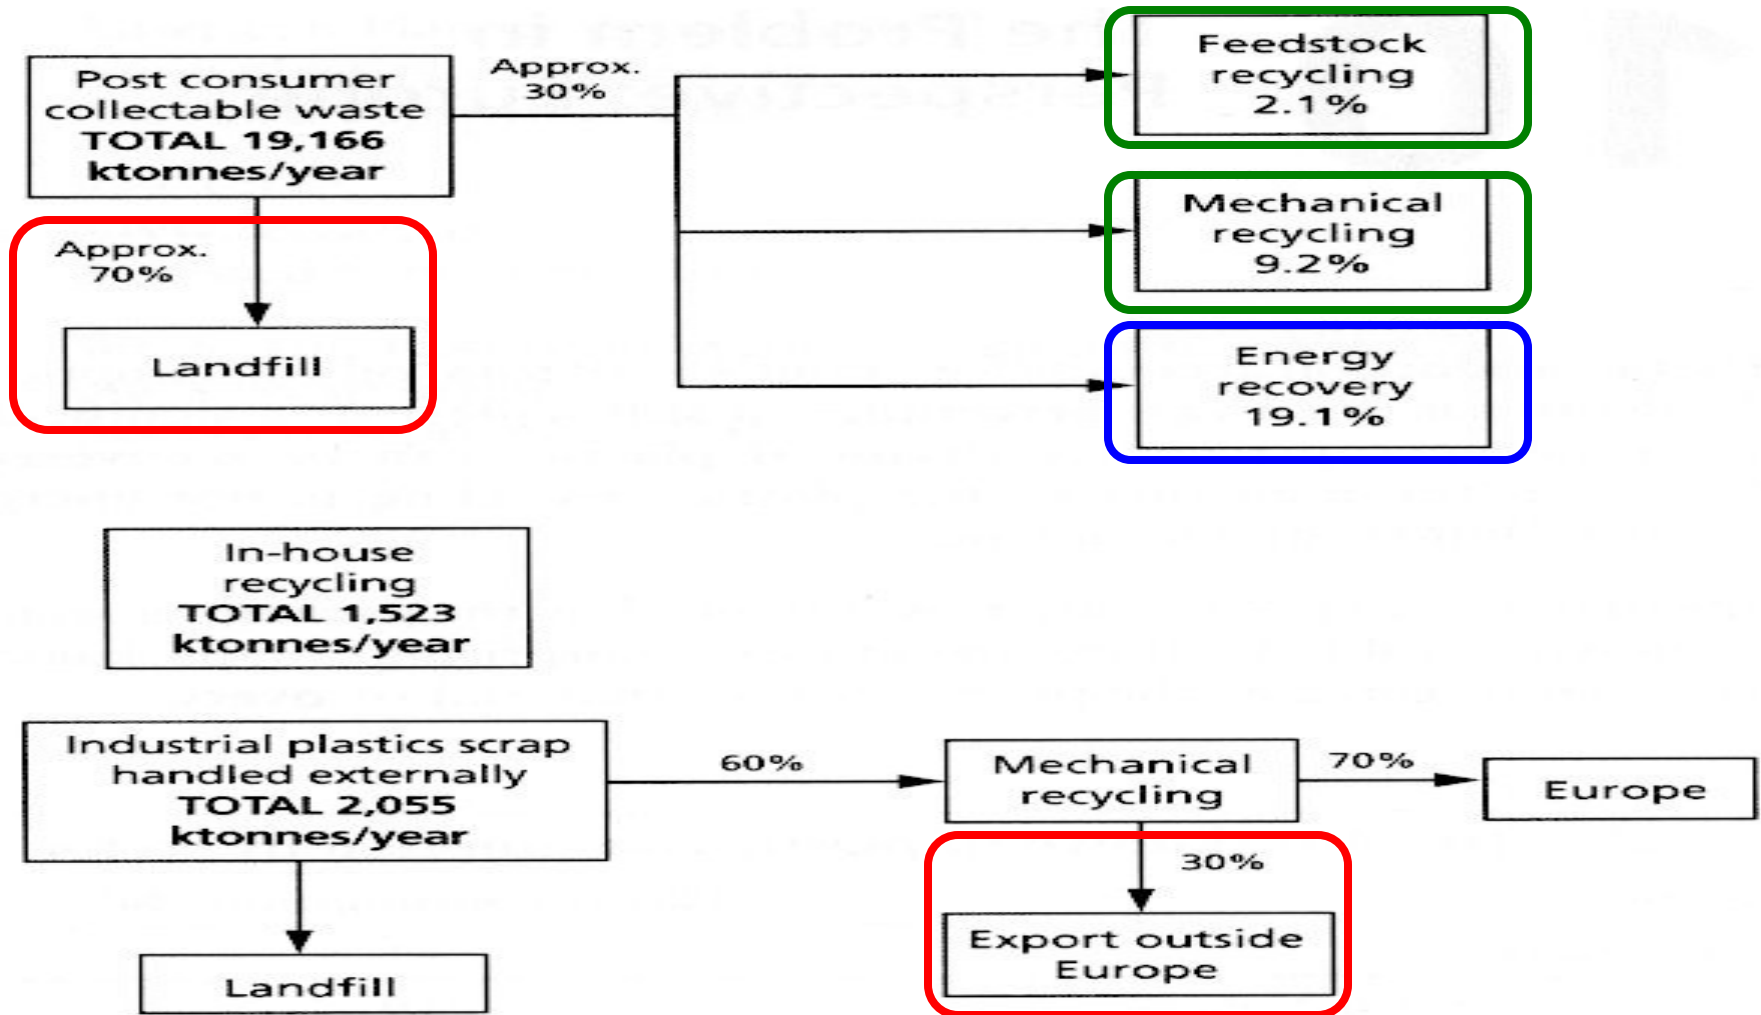 Post consumer
collectable waste
TOTAL 19,166
ktonnes/year
Approx.
30%
Feedstock
recycling
2.1%
Mechanical
recycling
9.2%
Energy
recovery
19.1%
Approx.
70%
Landfill
In-house
recycling
TOTAL 1,523
ktonnes/year
Industrial plastics scrap
handled externally
TOTAL 2,055
ktonnes/year
60%
Mechanical
recycling
70%
Europe
30%
Export outside
Europe
Landfill